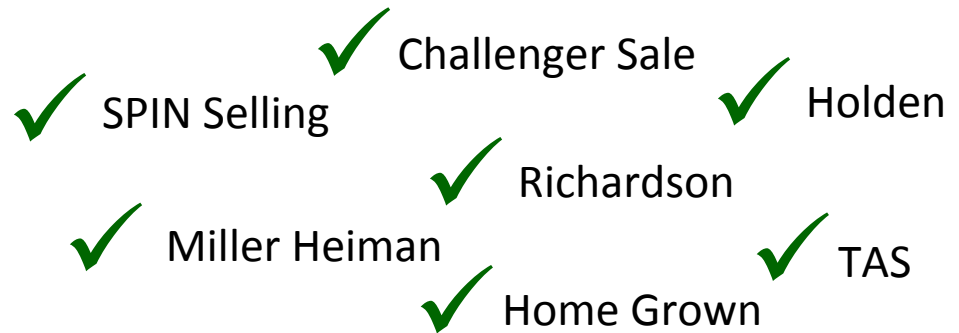 Challenger Sale
SPIN Selling
Holden
Richardson
Miller Heiman
TAS
Home Grown